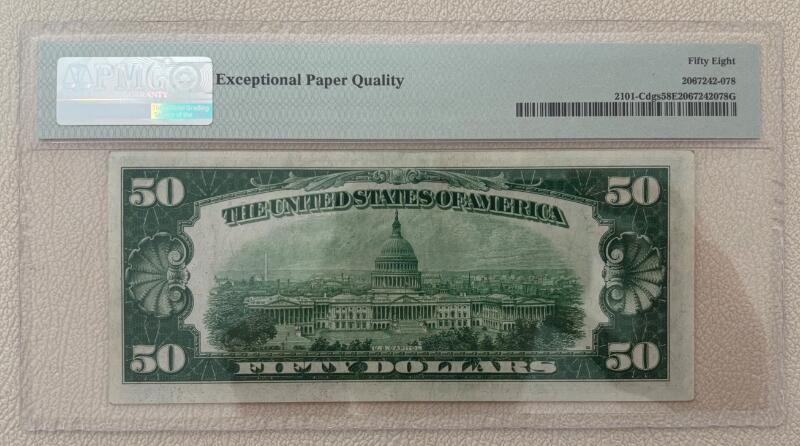 PMG
WARRANTY
Exceptional Paper Quality
Fifty Eight
2067242-078
2101-Cdgs58E2067242078G
50
50
THE UNITED STATES OF AMERICA
50
50
FIFTY DOLLARS